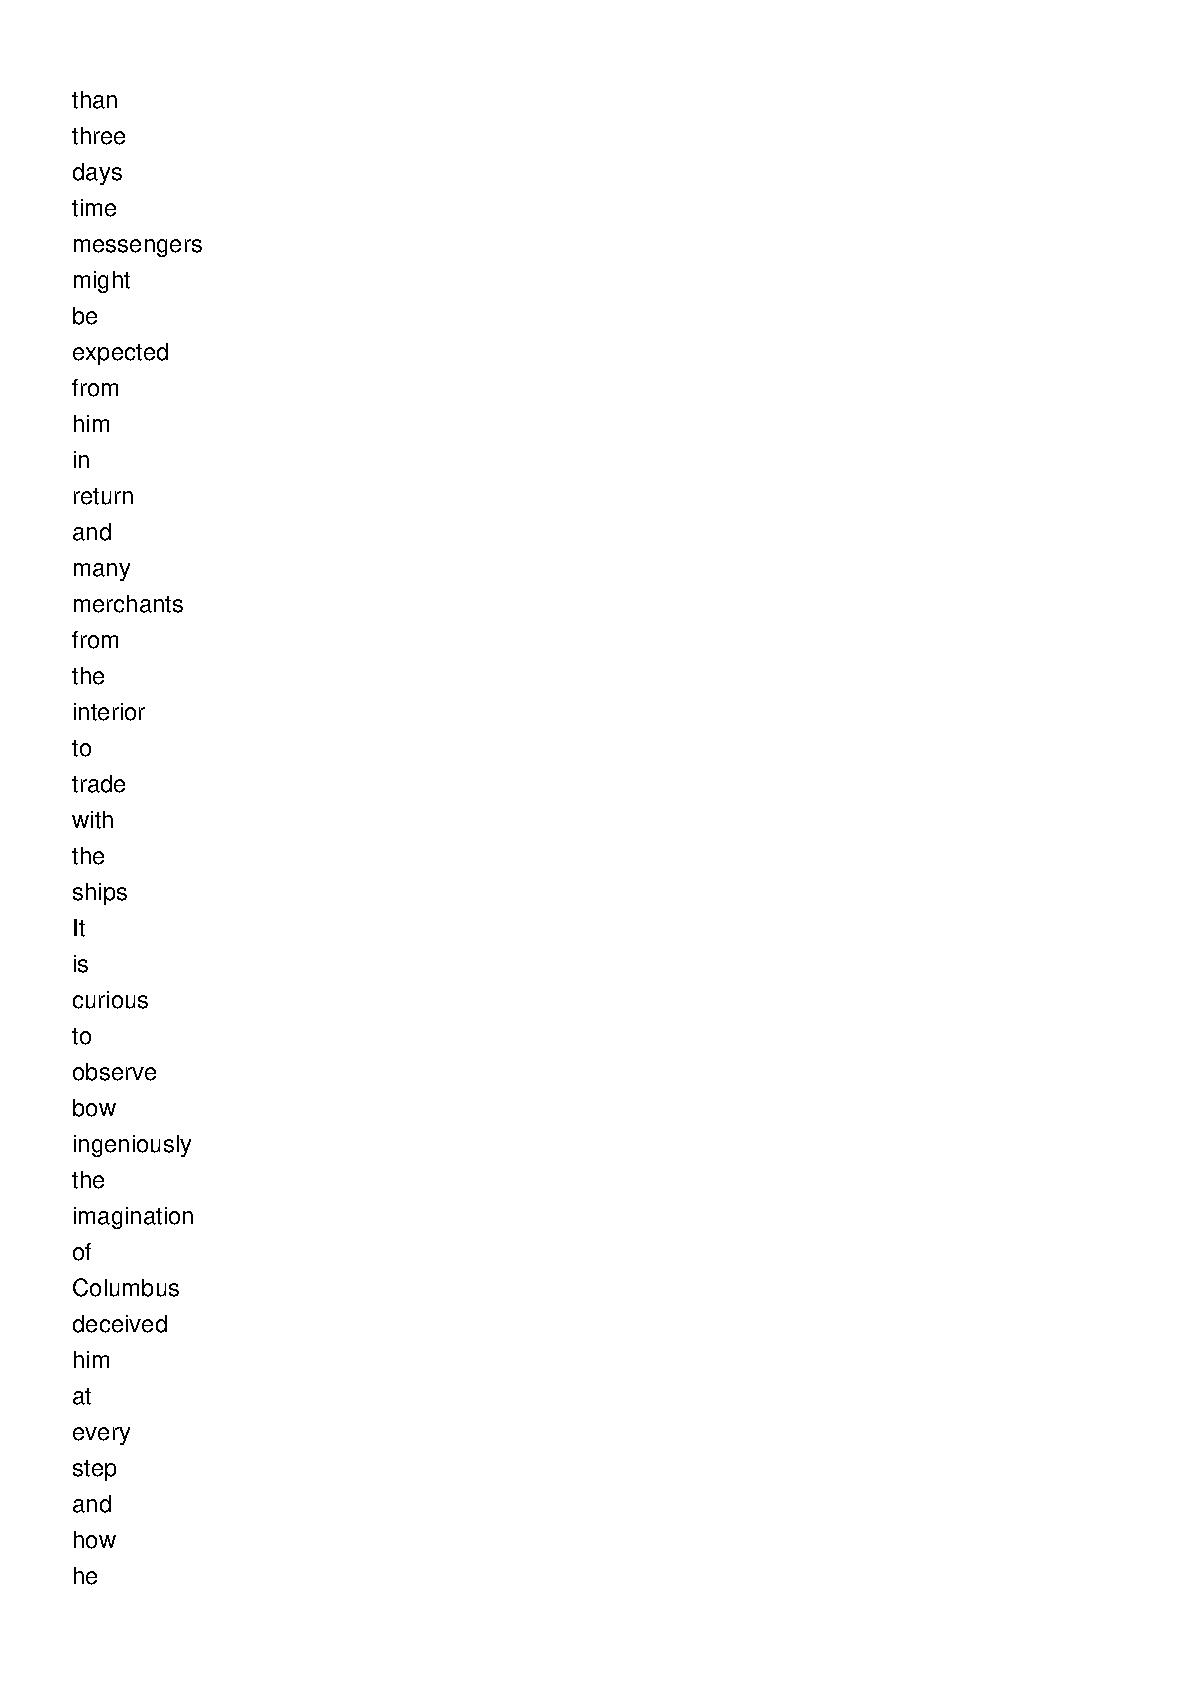 than
three
days
time
messengers
might
be
expected
from
him
in
return
and
many
merchants
from
the
interior
to
trade
with
the
ships
It
is
curious
to
observe
bow
ingeniously
the
imagination
of
Columbus
deceived
him
at
every
step
and
how
he